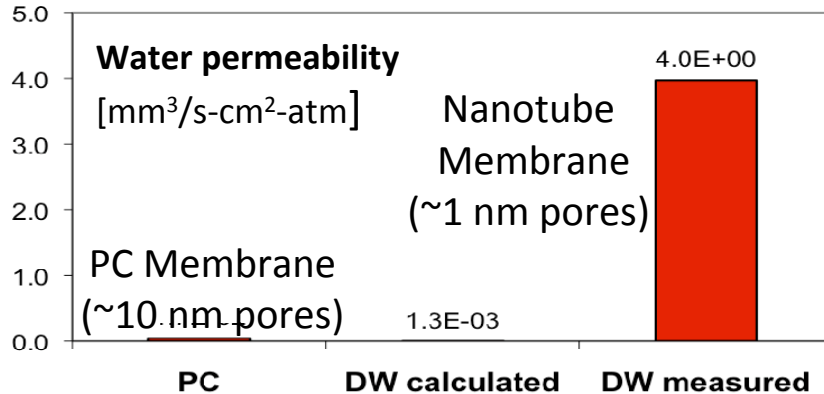 5.0
4.0
3.0
2.0
1.0
0.0
Water permeability
[mm³/s-cm²-atm]
4.0E+00
Nanotube
Membrane
(~1 nm pores)
PC Membrane
(~10 nm pores)
1.3E-03
PC
DW calculated
DW measured